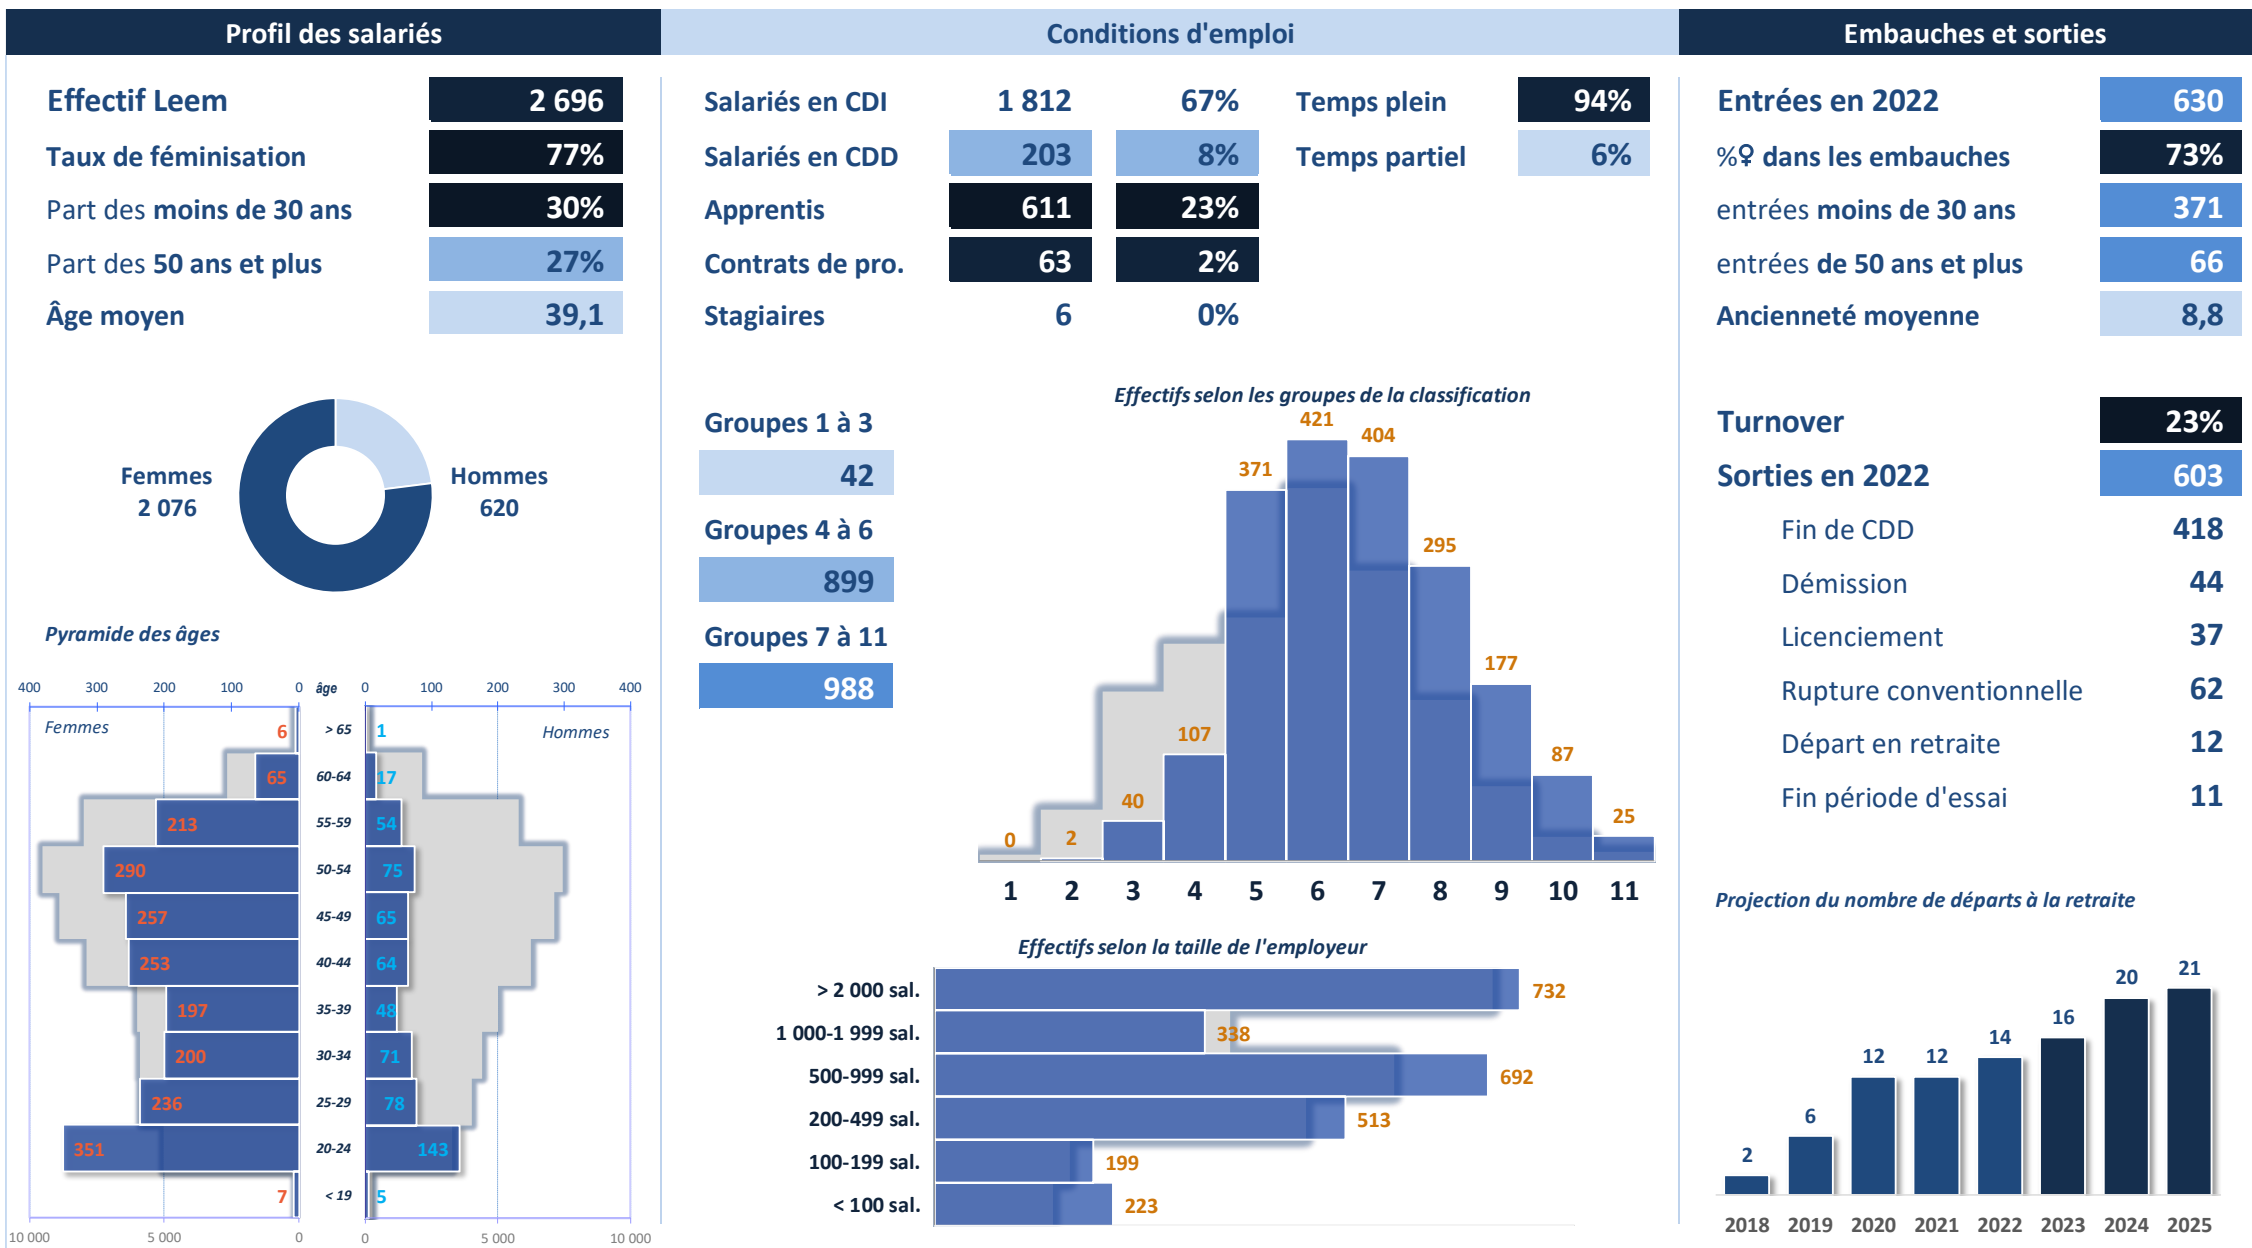 Profil des salariés
Effectif Leem 2 696
Taux de féminisation 77%
Part des moins de 30 ans 30%
Part des 50 ans et plus 27%
Âge moyen 39,1
Femmes
2 076
Hommes
620
Pyramide des âges
400 300 200 100 0 âge 0 100 200 300 400
Femmes
Hommes
6 > 65 1
65 60-64 17
213 55-59 54
290 50-54 75
257 45-49 65
253 40-44 64
197 35-39 48
200 30-34 71
236 25-29 78
351 20-24 143
7 < 19 5
10 000 5 000 0 0 5 000 10 000
Conditions d'emploi
Salariés en CDI 1 812 67%
Salariés en CDD 203 8%
Apprentis 611 23%
Contrats de pro. 63 2%
Stagiaires 6 0%
Temps plein 94%
Temps partiel 6%
Groupes 1 à 3
42
Groupes 4 à 6
899
Groupes 7 à 11
988
Effectifs selon les groupes de la classification
0 2 40 107 371 421 404 295 177 87 25
1 2 3 4 5 6 7 8 9 10 11
Effectifs selon la taille de l'employeur
> 2 000 sal. 732
1 000-1 999 sal. 338
500-999 sal. 692
200-499 sal. 513
100-199 sal. 199
< 100 sal. 223
Embauches et sorties
Entrées en 2022 630
%♀ dans les embauches 73%
entrées moins de 30 ans 371
entrées de 50 ans et plus 66
Ancienneté moyenne 8,8
Turnover 23%
Sorties en 2022 603
Fin de CDD 418
Démission 44
Licenciement 37
Rupture conventionnelle 62
Départ en retraite 12
Fin période d'essai 11
Projection du nombre de départs à la retraite
2 6 12 12 14 16 20 21
2018 2019 2020 2021 2022 2023 2024 2025